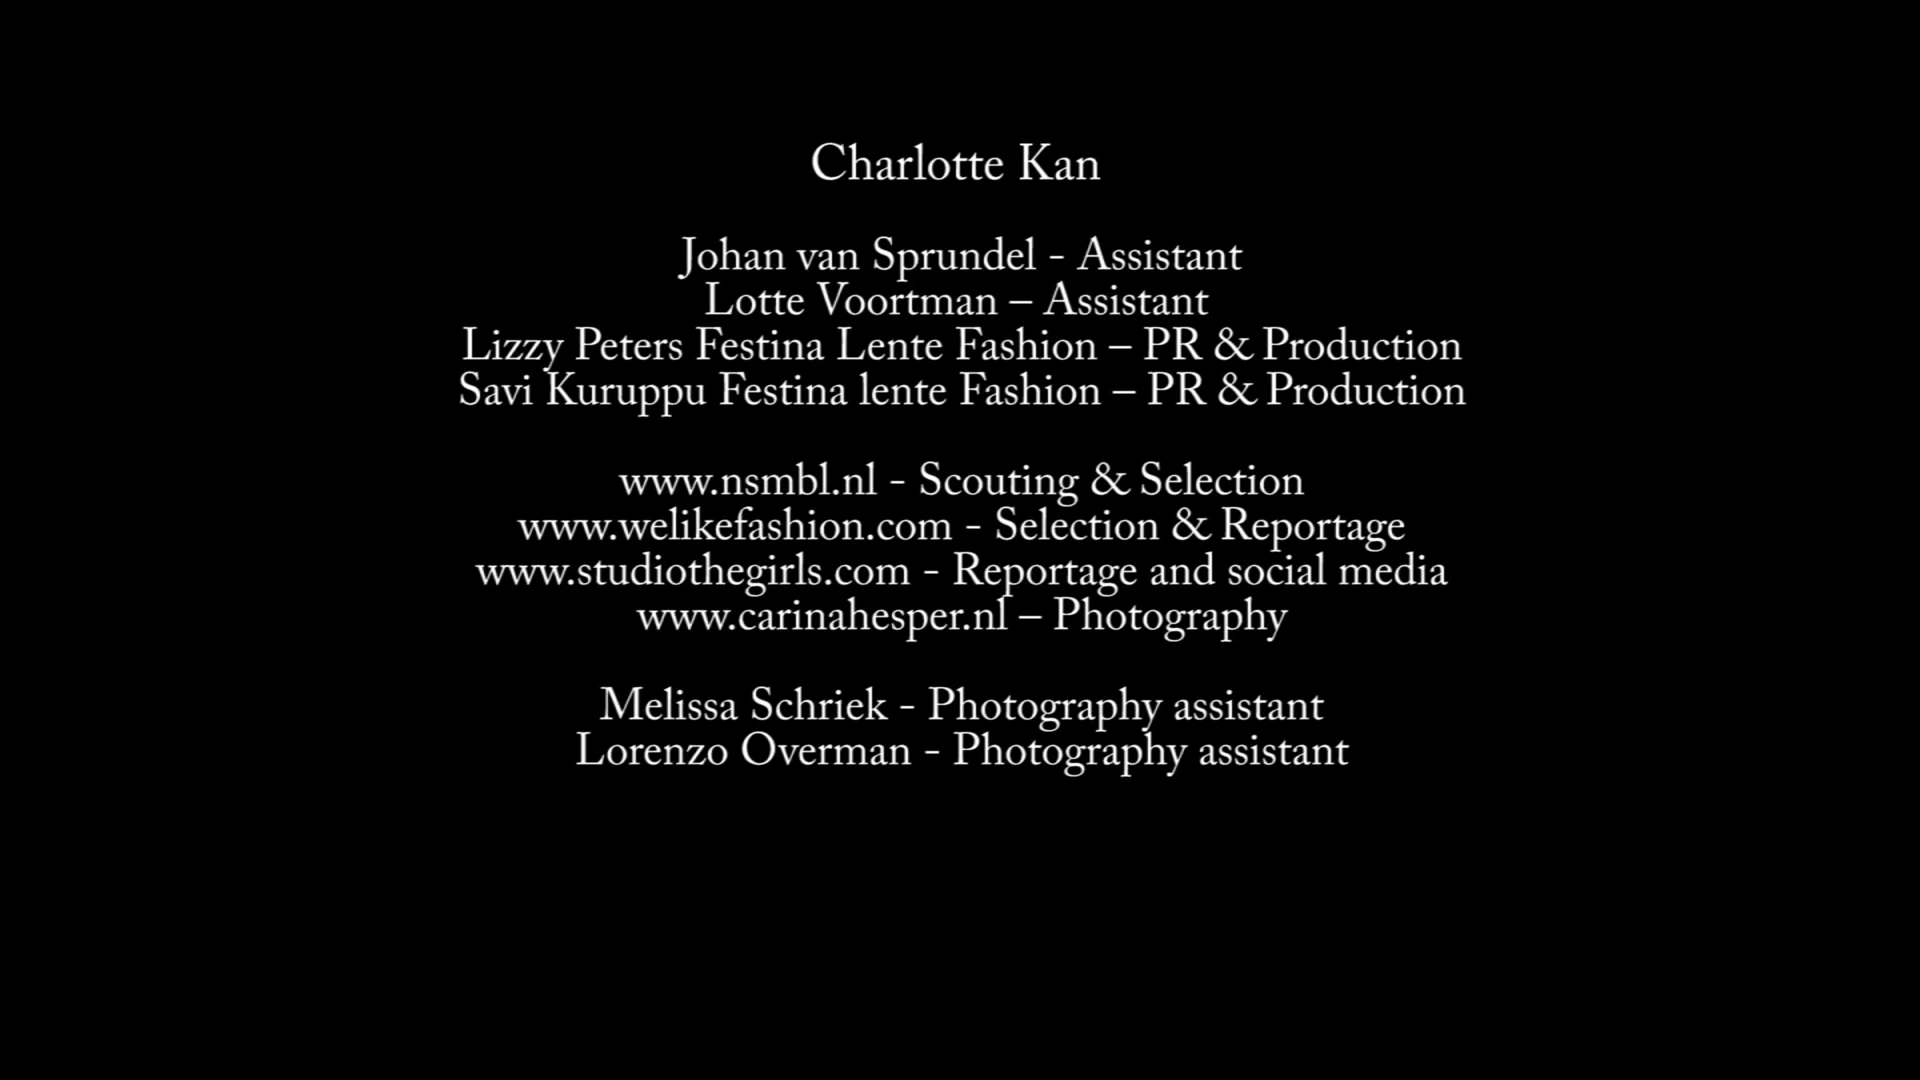 Charlotte Kan
Johan van Sprundel - Assistant
Lotte Voortman – Assistant
Lizzy Peters Festina Lente Fashion – PR & Production
Savi Kuruppu Festina lente Fashion – PR & Production
www.nsmbl.nl - Scouting & Selection
www.welikefashion.com - Selection & Reportage
www.studiothegirls.com - Reportage and social media
www.carinahesper.nl – Photography
Melissa Schriek - Photography assistant
Lorenzo Overman - Photography assistant